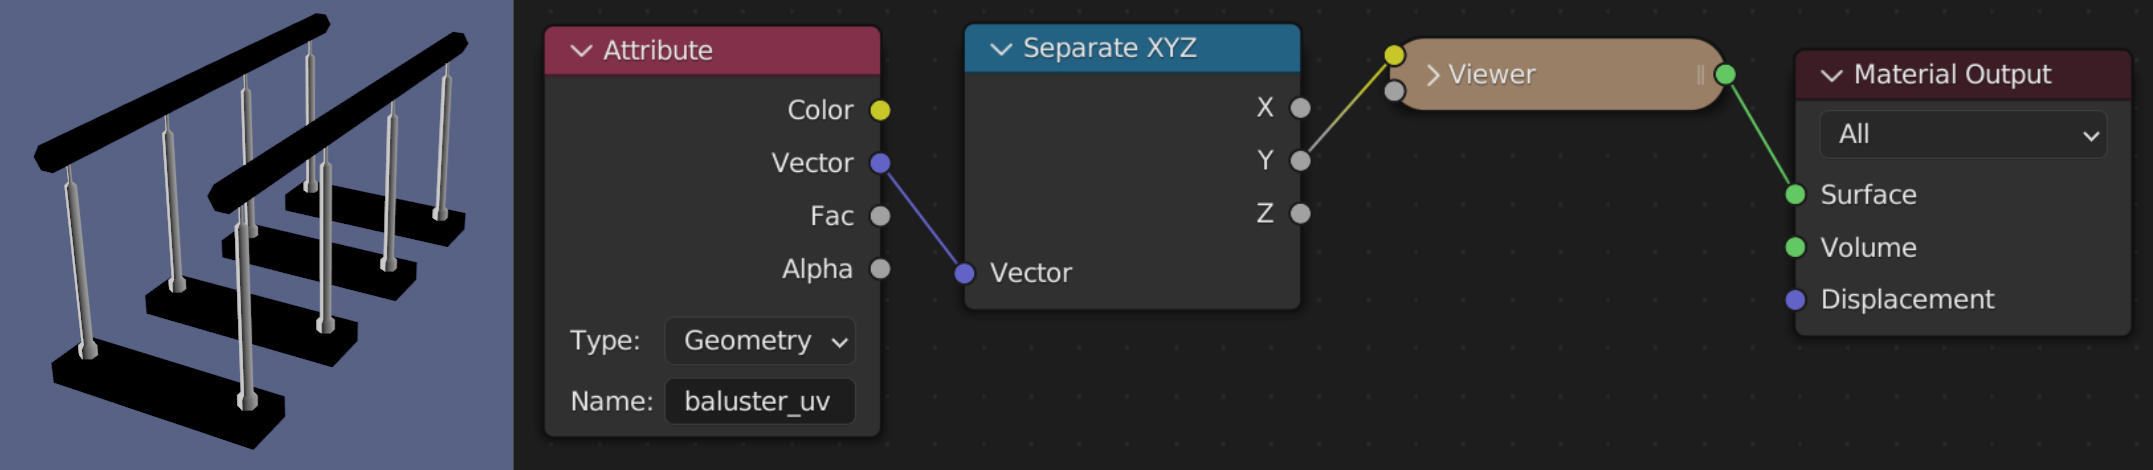 Attribute
Color
Vector
Fac
Alpha
Type: Geometry
Name: baluster_uv
Separate XYZ
X
Y
Z
Vector
Viewer
Material Output
All
Surface
Volume
Displacement